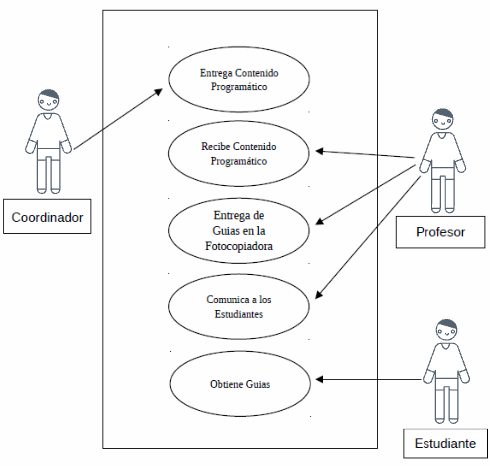 Entrega Contenido
Programático
Recibe Contenido
Programático
Entrega de
Guias en la
Fotocopiadora
Comunica a los
Estudiantes
Obtiene Guias
Coordinador
Profesor
Estudiante